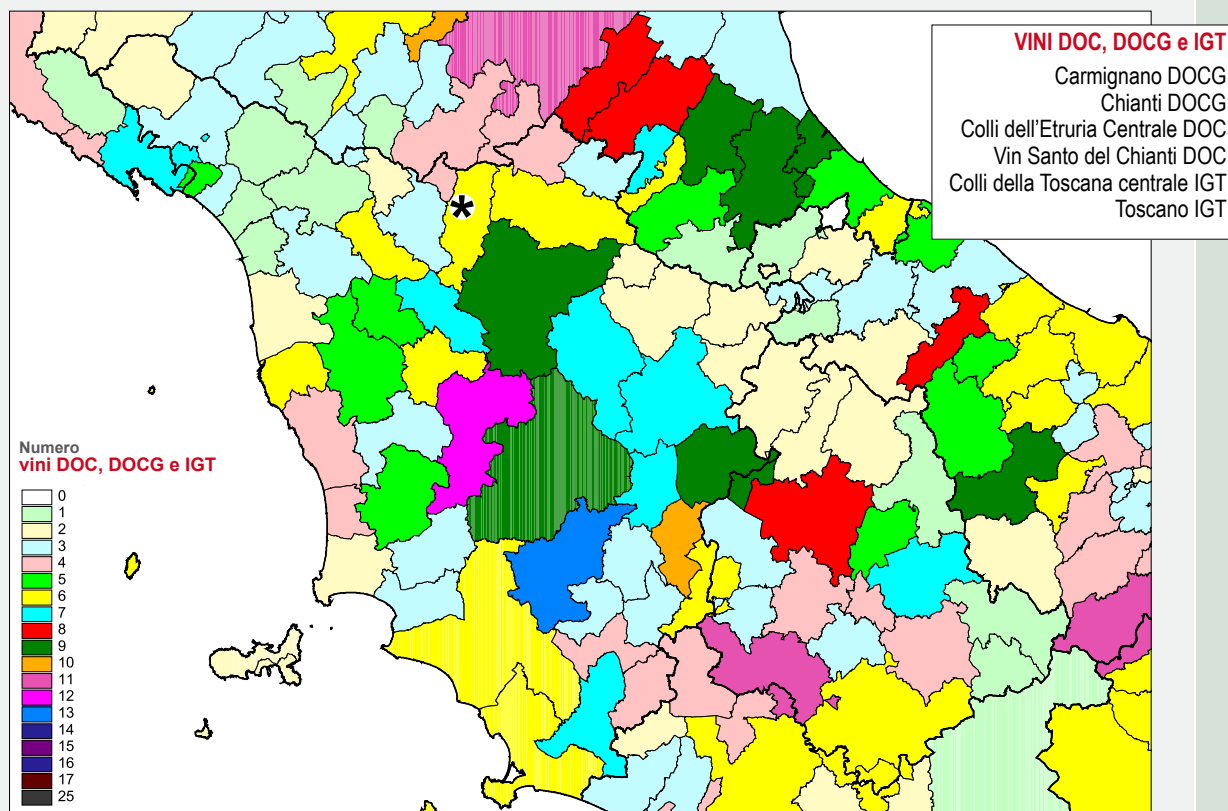 VINI DOC, DOCG e IGT
Carmignano DOCG
Chianti DOCG
Colli dell'Etruria Centrale DOC
Vin Santo del Chianti DOC
Colli della Toscana centrale IGT
Toscano IGT
*
Numero
vini DOC, DOCG e IGT
0
1
2
3
4
5
6
7
8
9
10
11
12
13
14
15
16
17
25